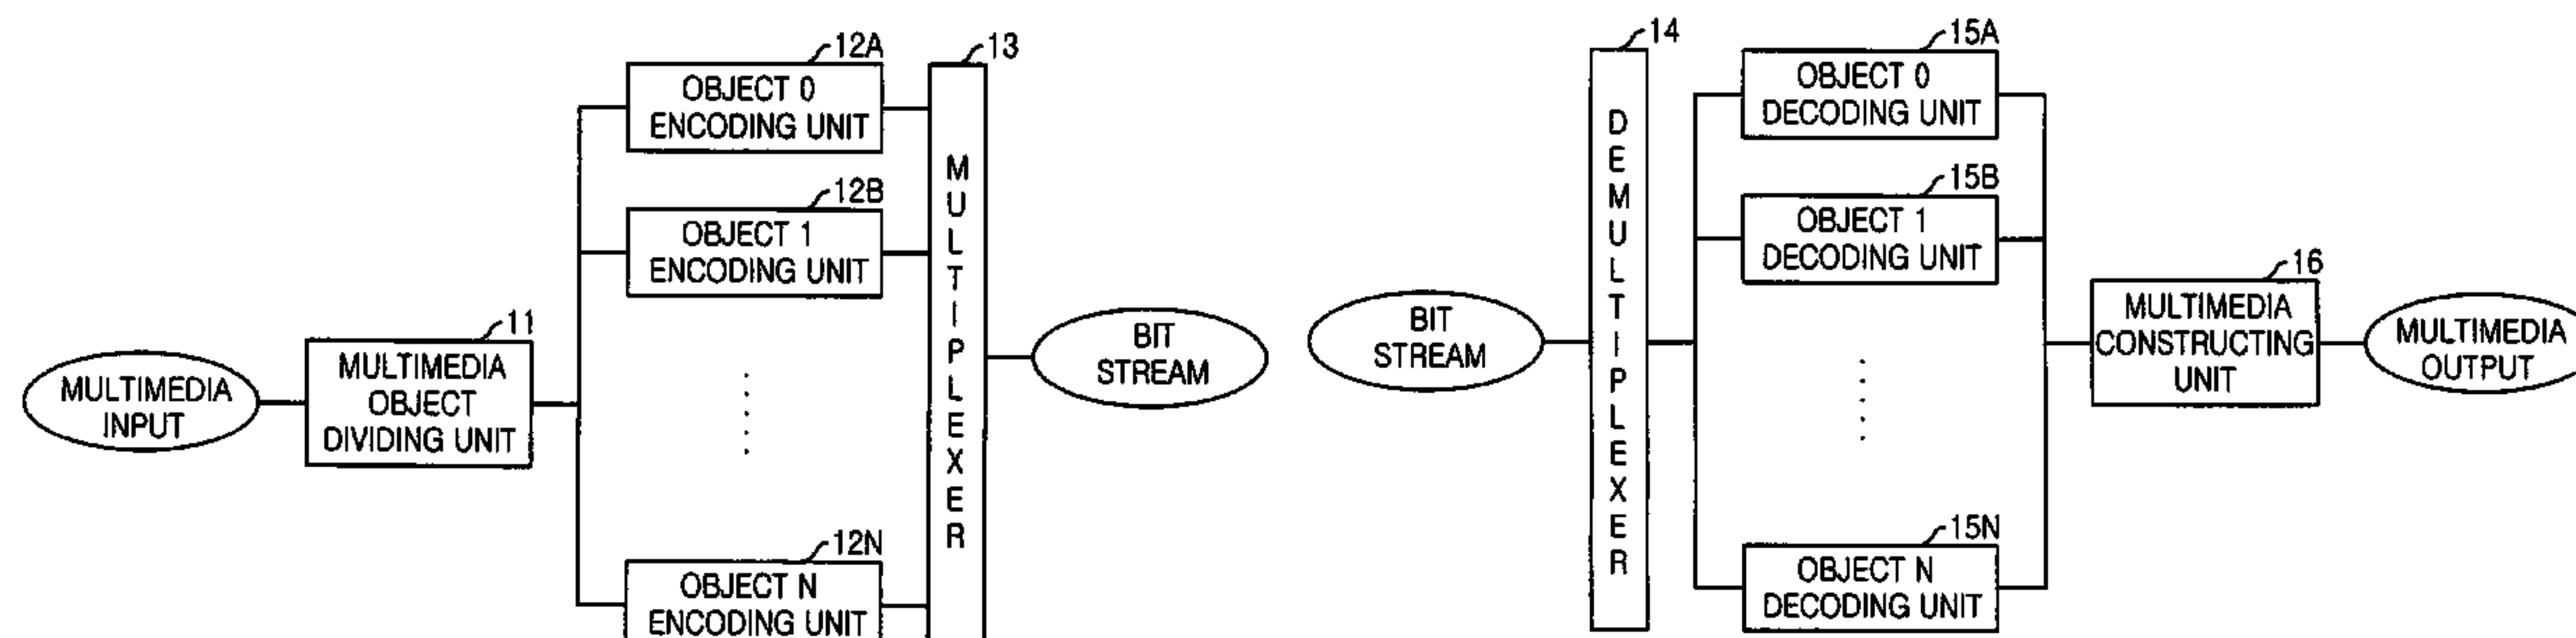 MULTIMEDIA
INPUT
11
MULTIMEDIA
OBJECT
DIVIDING UNIT
12A
OBJECT 0
ENCODING UNIT
12B
OBJECT 1
ENCODING UNIT
12N
OBJECT N
ENCODING UNIT
13
MULTIPLEXER
BIT
STREAM
BIT
STREAM
14
DEMULTIPLEXER
15A
OBJECT 0
DECODING UNIT
15B
OBJECT 1
DECODING UNIT
15N
OBJECT N
DECODING UNIT
16
MULTIMEDIA
CONSTRUCTING
UNIT
MULTIMEDIA
OUTPUT